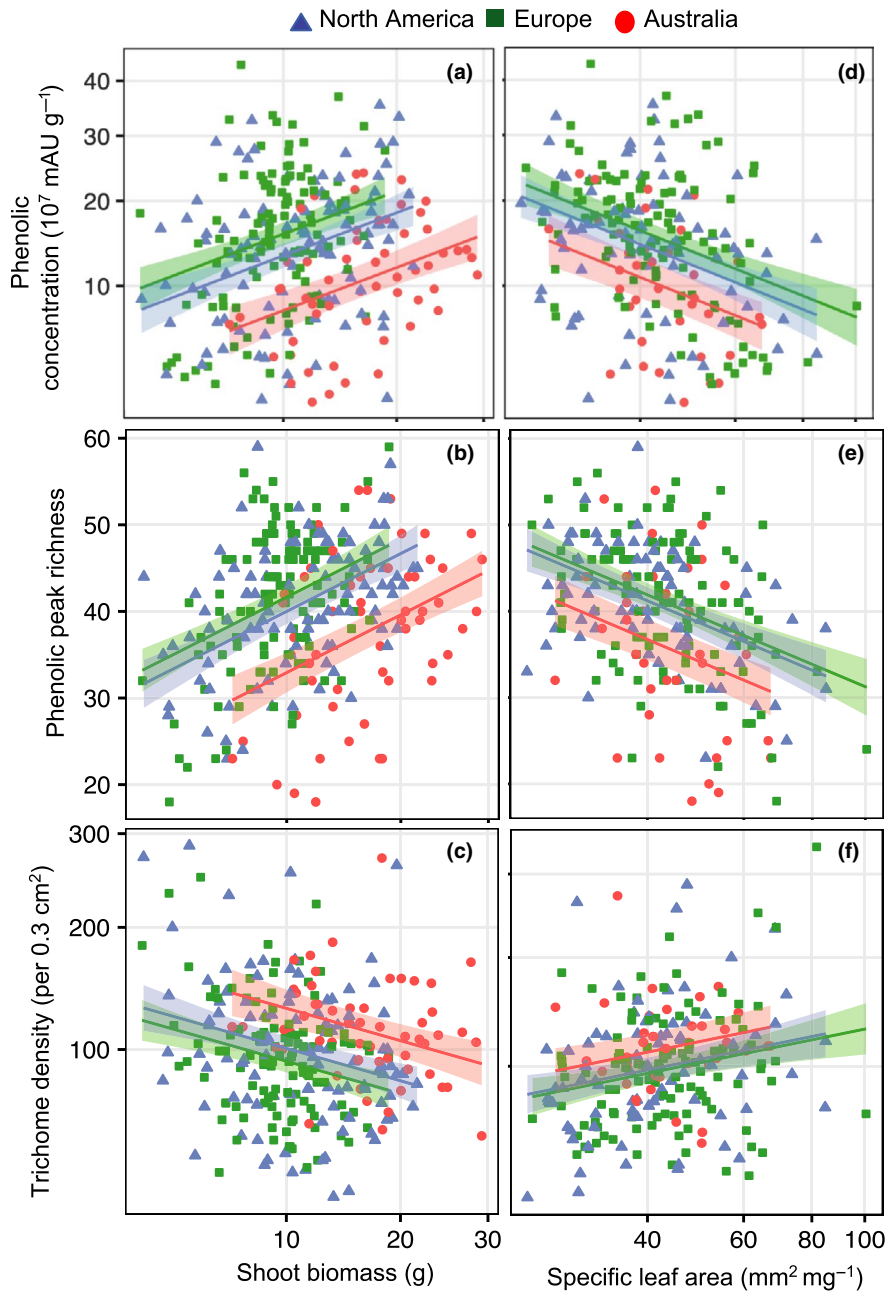 North America Europe Australia
(a)
(d)
Phenolic
concentration (10⁷ mAU g⁻¹)
40
30
20
10
(b)
(e)
Phenolic peak richness
60
50
40
30
20
(c)
(f)
Trichome density (per 0.3 cm²)
300
200
100
10 20 30
40 60 80 100
Shoot biomass (g)
Specific leaf area (mm² mg⁻¹)